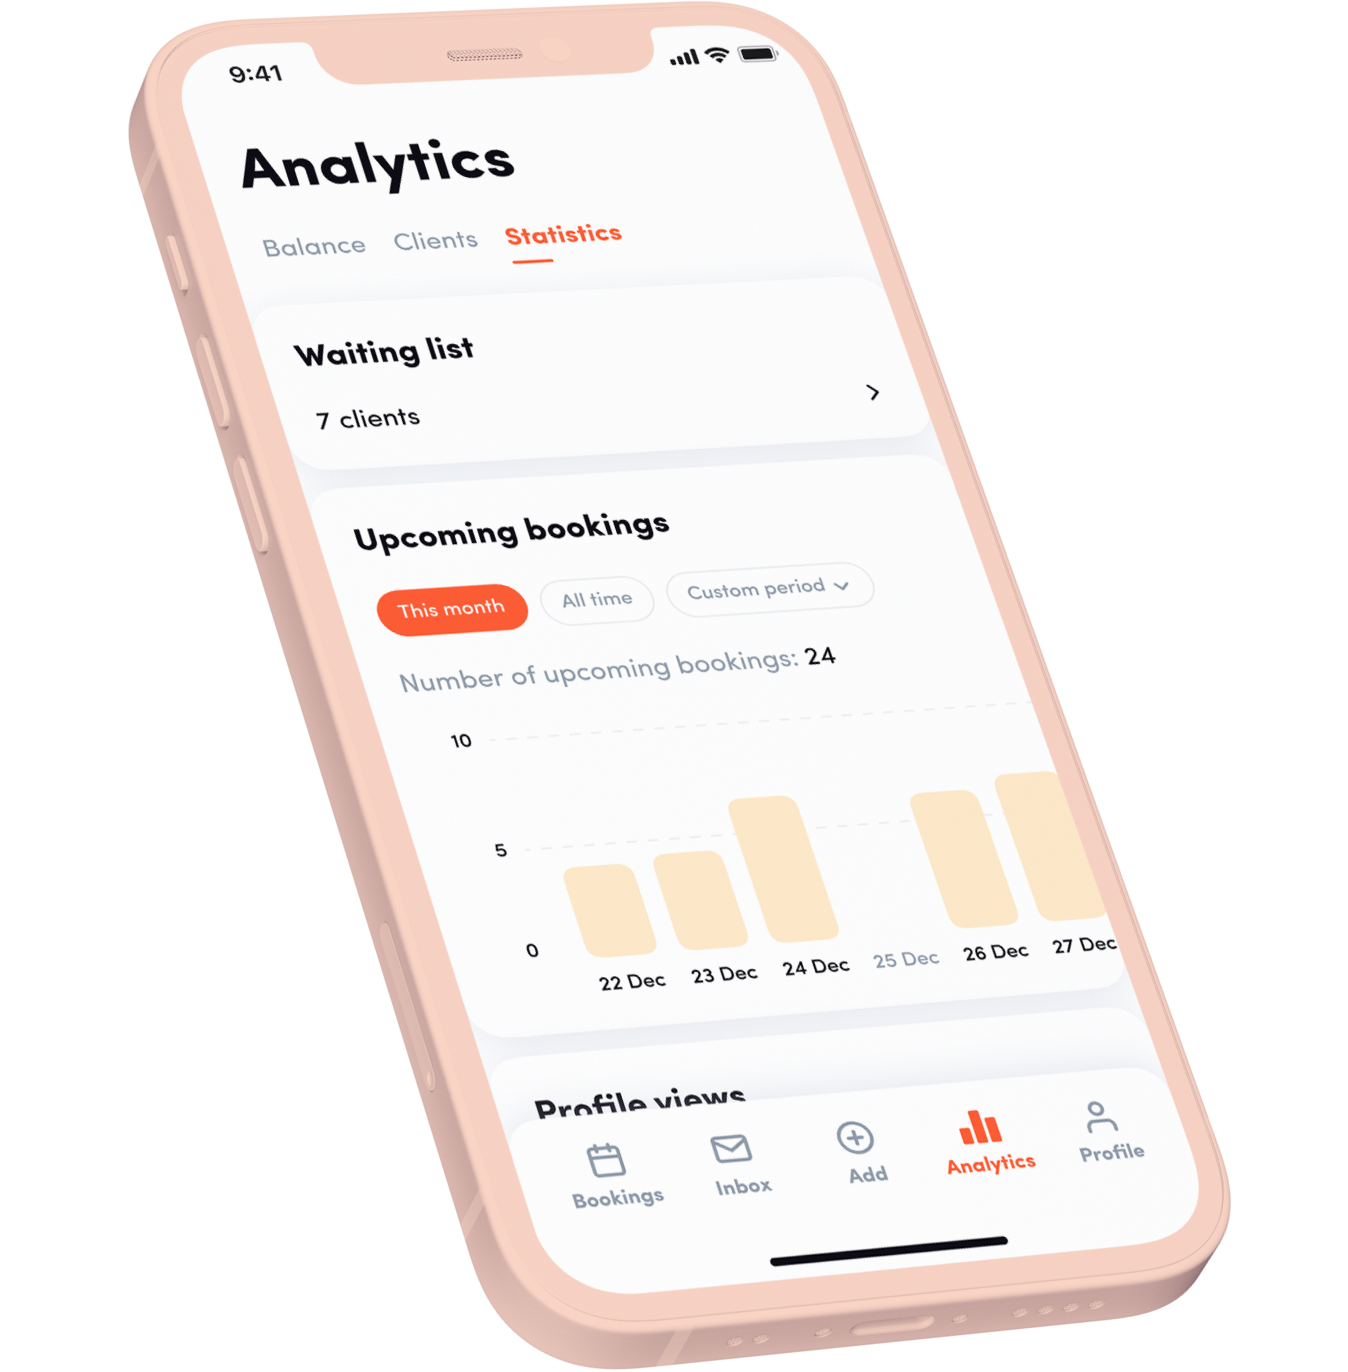 9:41
Analytics
Balance Clients Statistics
Waiting list
7 clients
Upcoming bookings
This month All time Custom period
Number of upcoming bookings: 24
10
5
0
22 Dec 23 Dec 24 Dec 25 Dec 26 Dec 27 Dec
Profile views
Bookings Inbox Add Analytics Profile